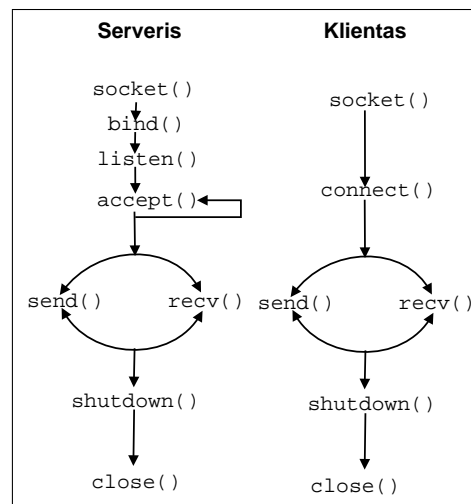 Serveris
socket()
bind()
listen()
accept()
send() recv()
shutdown()
close()
Klientas
socket()
connect()
send() recv()
shutdown()
close()